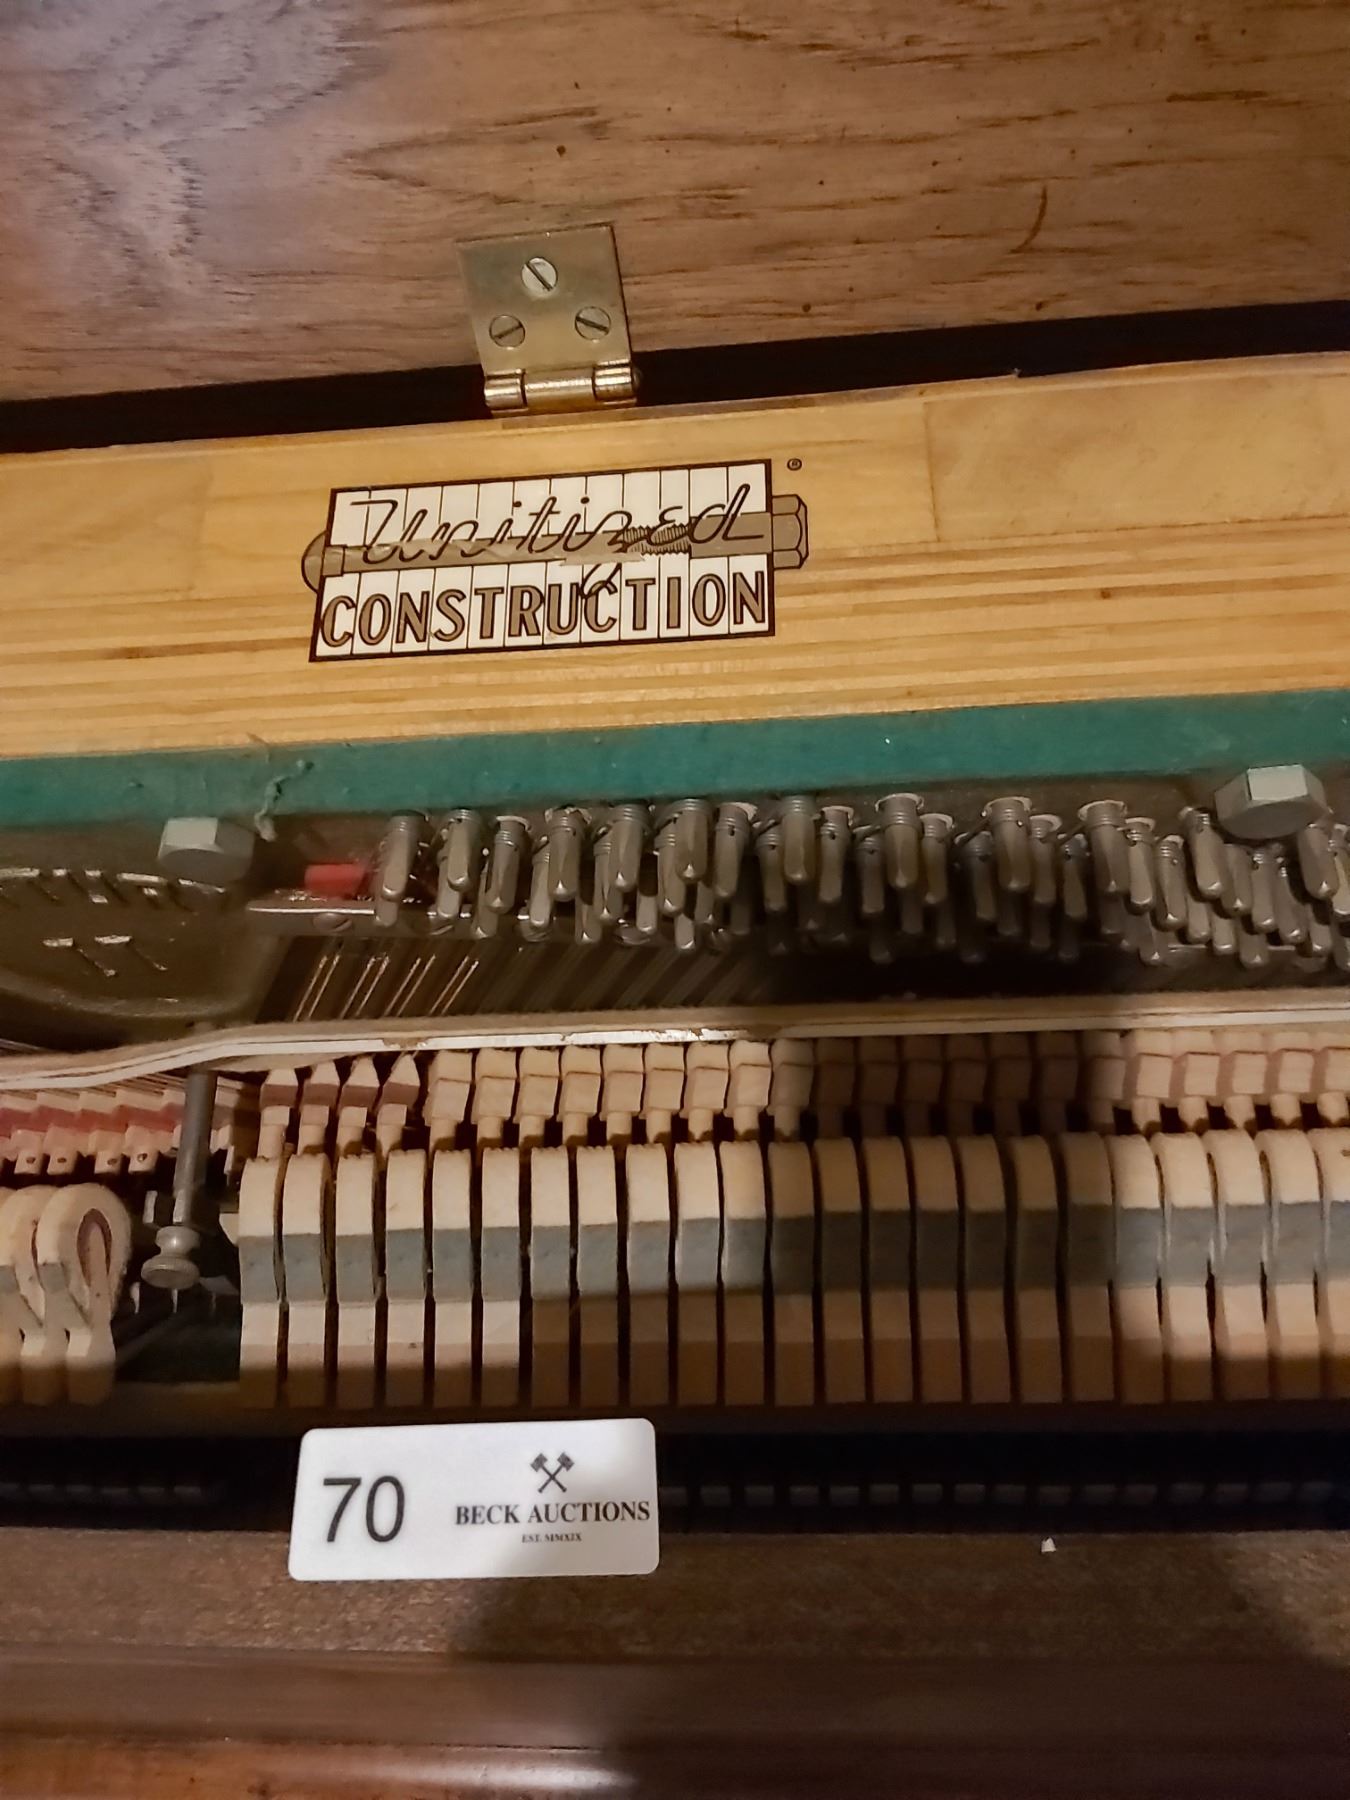 Unitized ®
CONSTRUCTION
70
BECK AUCTIONS
EST. MMXIX